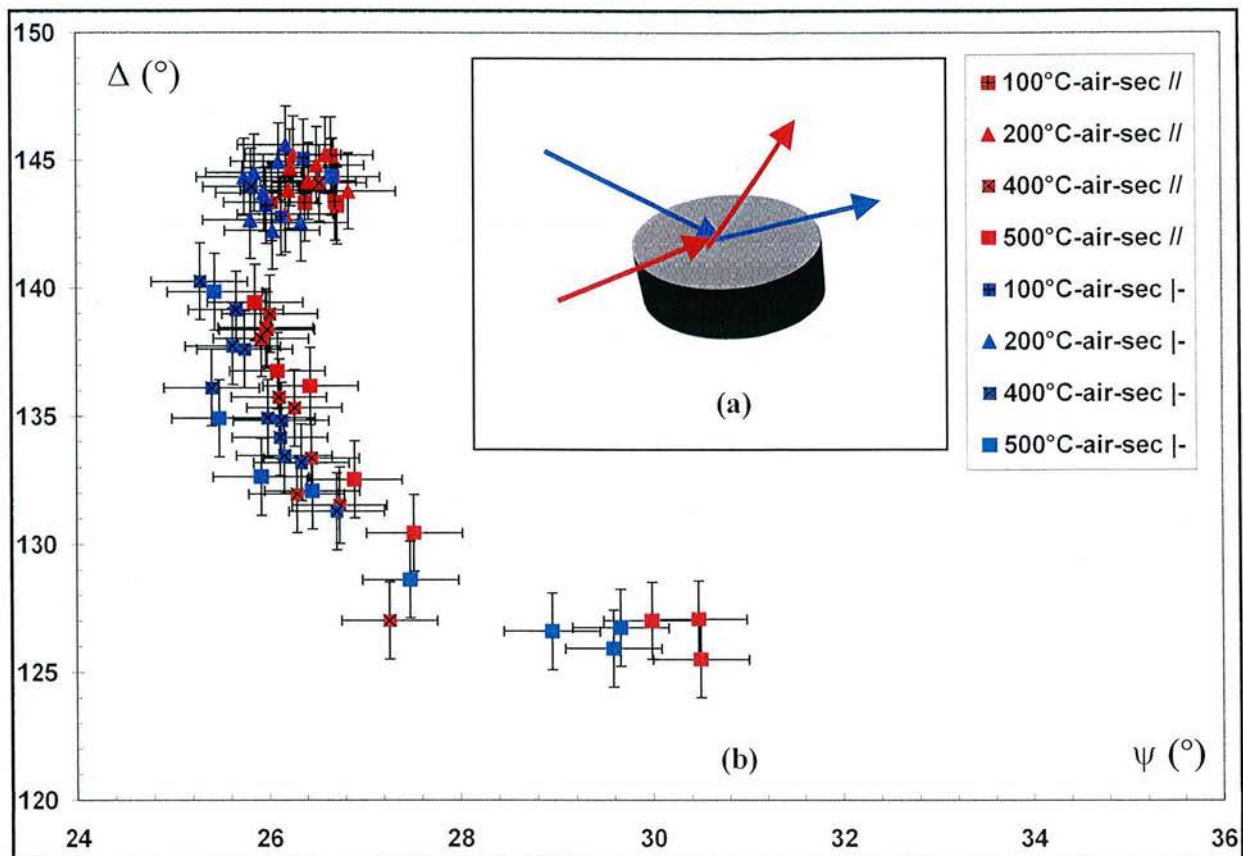 150
Δ (°)
145
140
135
130
125
120
24
26
28
30
32
34
36
ψ (°)
(a)
(b)
100°C-air-sec //
200°C-air-sec //
400°C-air-sec //
500°C-air-sec //
100°C-air-sec |-
200°C-air-sec |-
400°C-air-sec |-
500°C-air-sec |-